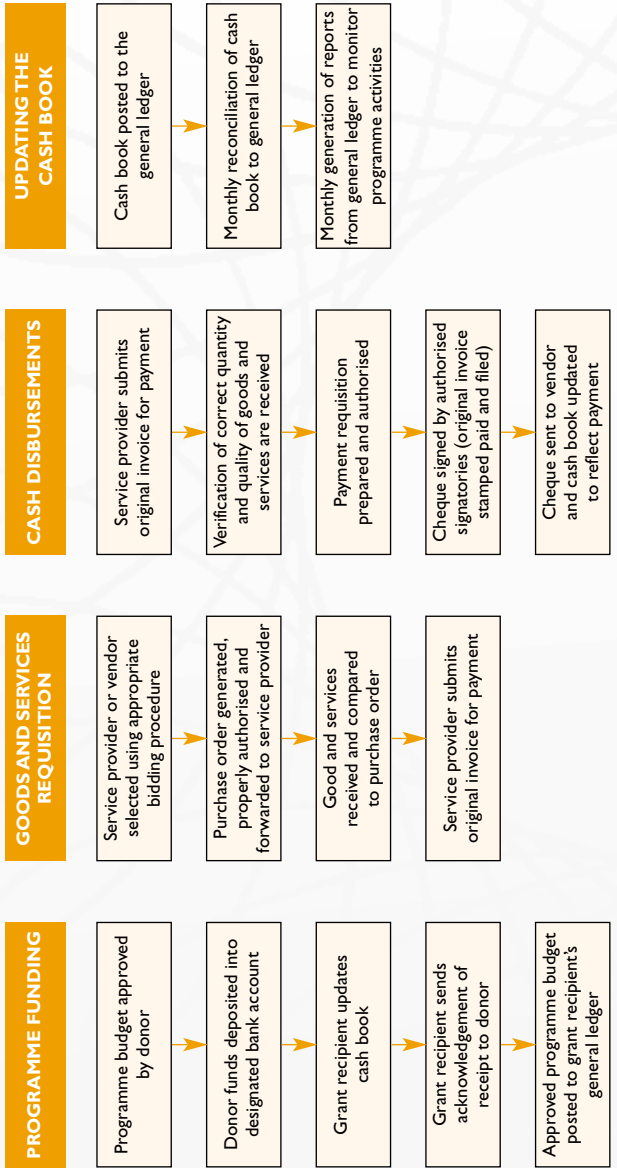 PROGRAMME FUNDING
Programme budget approved
by donor
Donor funds deposited into
designated bank account
Grant recipient updates
cash book
Grant recipient sends
acknowledgement of
receipt to donor
Approved programme budget
posted to grant recipient's
general ledger
GOODS AND SERVICES
REQUISITION
Service provider or vendor
selected using appropriate
bidding procedure
Purchase order generated,
properly authorised and
forwarded to service provider
Good and services
received and compared
to purchase order
Service provider submits
original invoice for payment
CASH DISBURSEMENTS
Service provider submits
original invoice for payment
Verification of correct quantity
and quality of goods and
services are received
Payment requisition
prepared and authorised
Cheque signed by authorised
signatories (original invoice
stamped paid and filed)
Cheque sent to vendor
and cash book updated
to reflect payment
UPDATING THE
CASH BOOK
Cash book posted to the
general ledger
Monthly reconciliation of cash
book to general ledger
Monthly generation of reports
from general ledger to monitor
programme activities